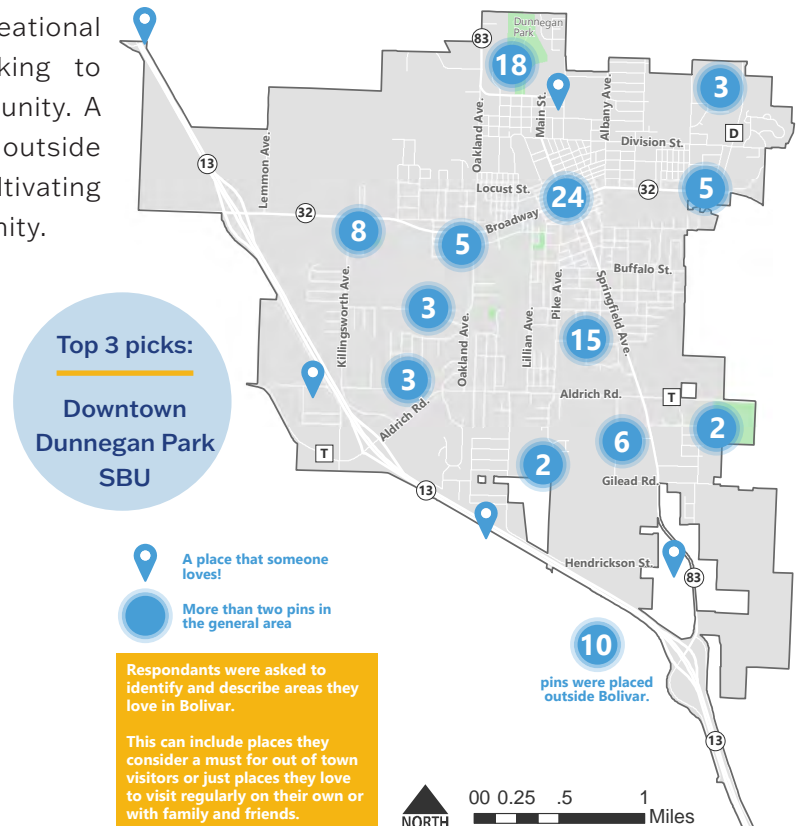 eational
king to
unity. A
outside
ltivating
nity.
Top 3 picks:
Downtown
Dunnegan Park
SBU
A place that someone
loves!
More than two pins in
the general area
Respondants were asked to
identify and describe areas they
love in Bolivar.
This can include places they
consider a must for out of town
visitors or just places they love
to visit regularly on their own or
with family and friends.
Dunnegan
Park
83
18
3
Main St.
Albany Ave.
Oakland Ave.
D
Division St.
13
Lemmon Ave.
Locust St.
24
32
5
32
8
Broadway
5
Buffalo St.
Killingsworth Ave.
3
Oakland Ave.
Lillian Ave.
Pike Ave.
Springfield Ave.
15
3
Aldrich Rd.
T
Aldrich Rd.
2
6
T
2
Gilead Rd.
13
Hendrickson St.
83
10
pins were placed
outside Bolivar.
13
NORTH
00 0.25 .5 1
Miles